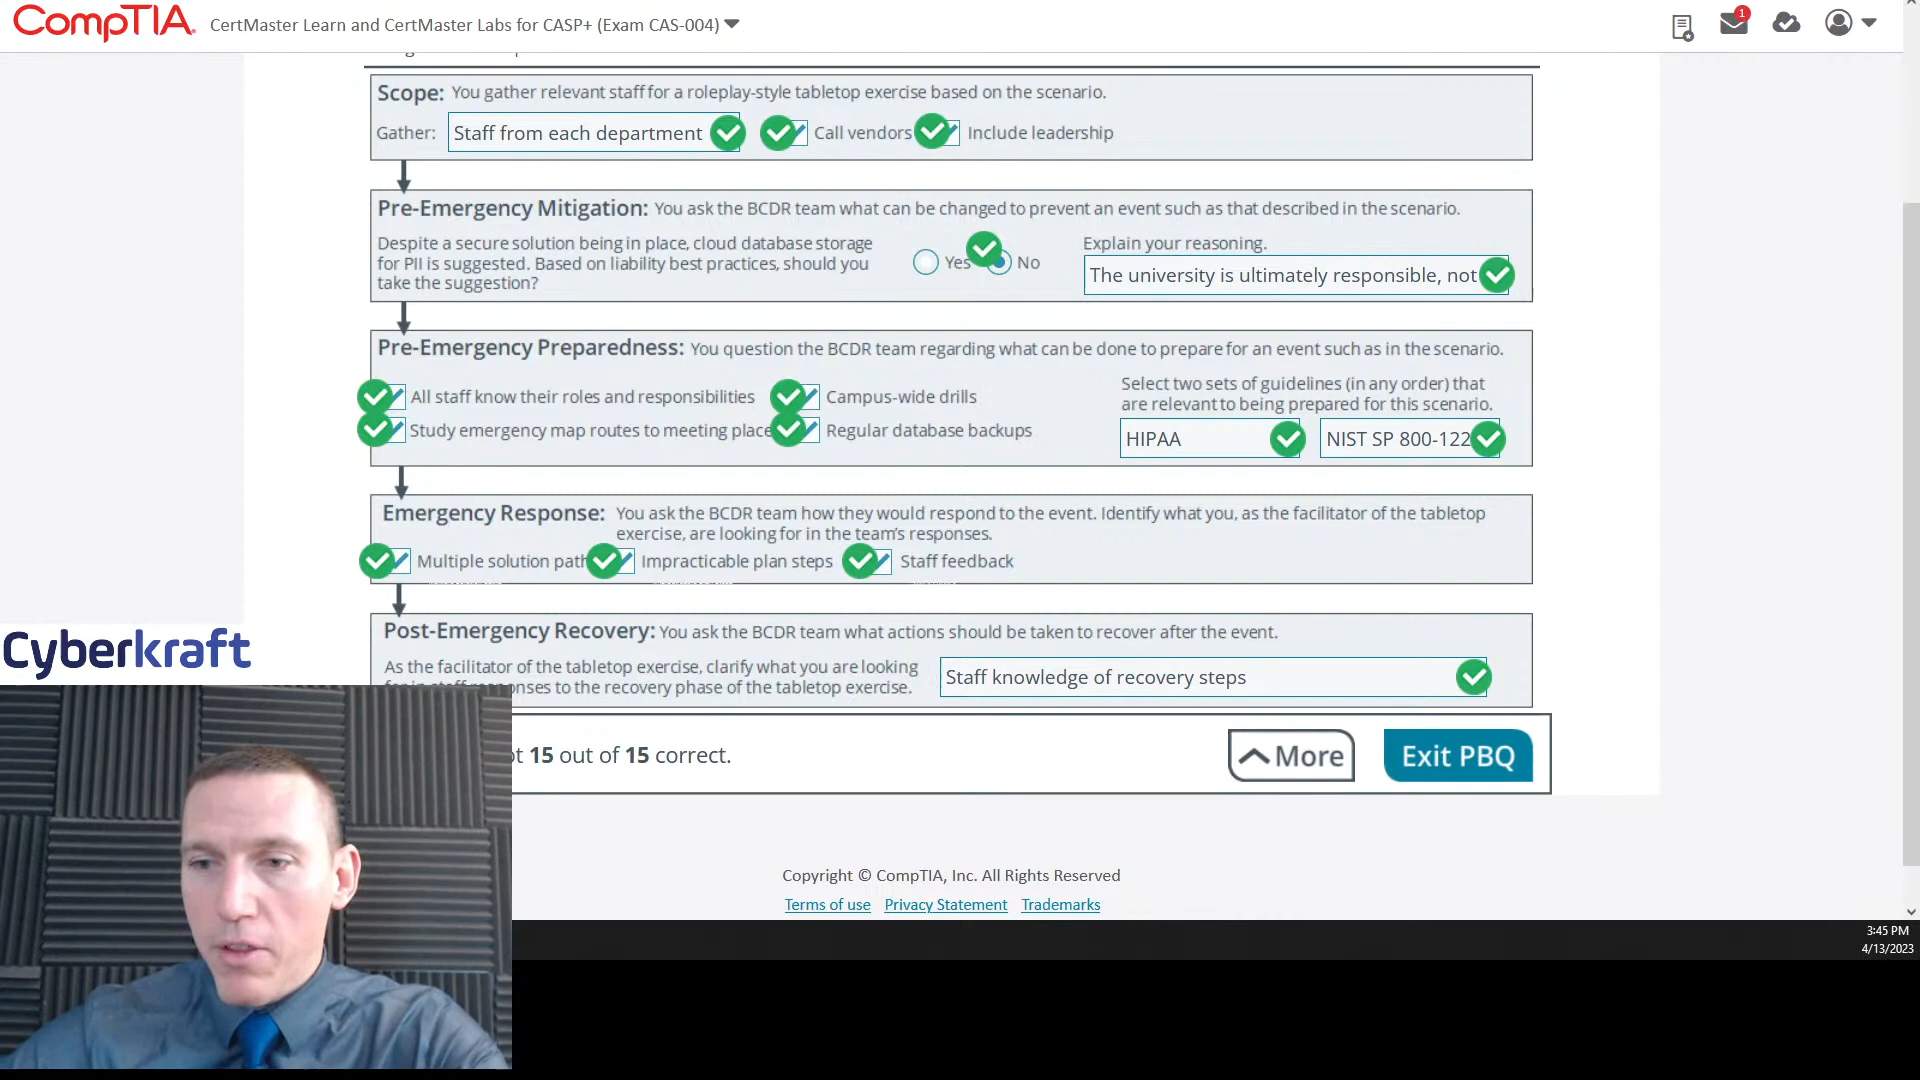 CompTIA.
CertMaster Learn and CertMaster Labs for CASP+ (Exam CAS-004)
1
Scope: You gather relevant staff for a roleplay-style tabletop exercise based on the scenario.
Gather: Staff from each department Call vendors Include leadership
Pre-Emergency Mitigation: You ask the BCDR team what can be changed to prevent an event such as that described in the scenario.
Despite a secure solution being in place, cloud database storage
for PII is suggested. Based on liability best practices, should you
take the suggestion?
Yes No
Explain your reasoning.
The university is ultimately responsible, not
Pre-Emergency Preparedness: You question the BCDR team regarding what can be done to prepare for an event such as in the scenario.
All staff know their roles and responsibilities Campus-wide drills
Study emergency map routes to meeting place Regular database backups
Select two sets of guidelines (in any order) that
are relevant to being prepared for this scenario.
HIPAA NIST SP 800-122
Emergency Response: You ask the BCDR team how they would respond to the event. Identify what you, as the facilitator of the tabletop
exercise, are looking for in the team's responses.
Multiple solution path Impracticable plan steps Staff feedback
Post-Emergency Recovery: You ask the BCDR team what actions should be taken to recover after the event.
As the facilitator of the tabletop exercise, clarify what you are looking
for in staff responses to the recovery phase of the tabletop exercise.
Staff knowledge of recovery steps
Cyberkraft
15 out of 15 correct.
More
Exit PBQ
Copyright © CompTIA, Inc. All Rights Reserved
Terms of use Privacy Statement Trademarks
3:45 PM
4/13/2023